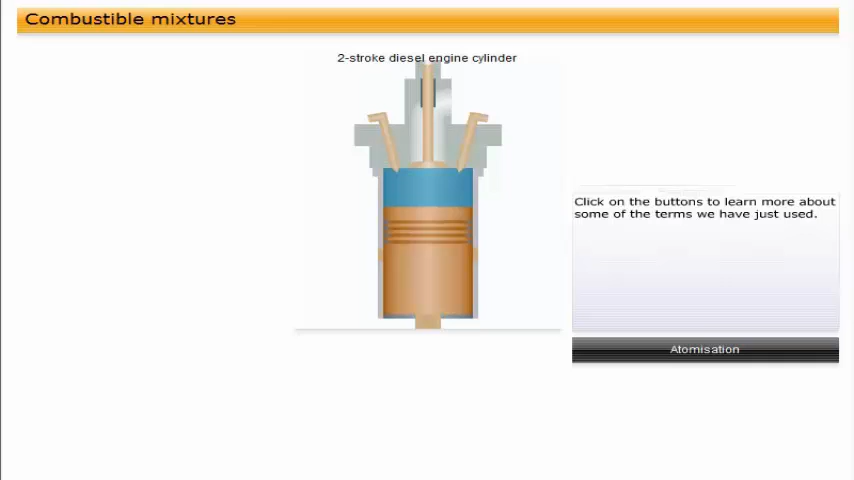 Combustible mixtures
2-stroke diesel engine cylinder
Click on the buttons to learn more about
some of the terms we have just used.
Atomisation